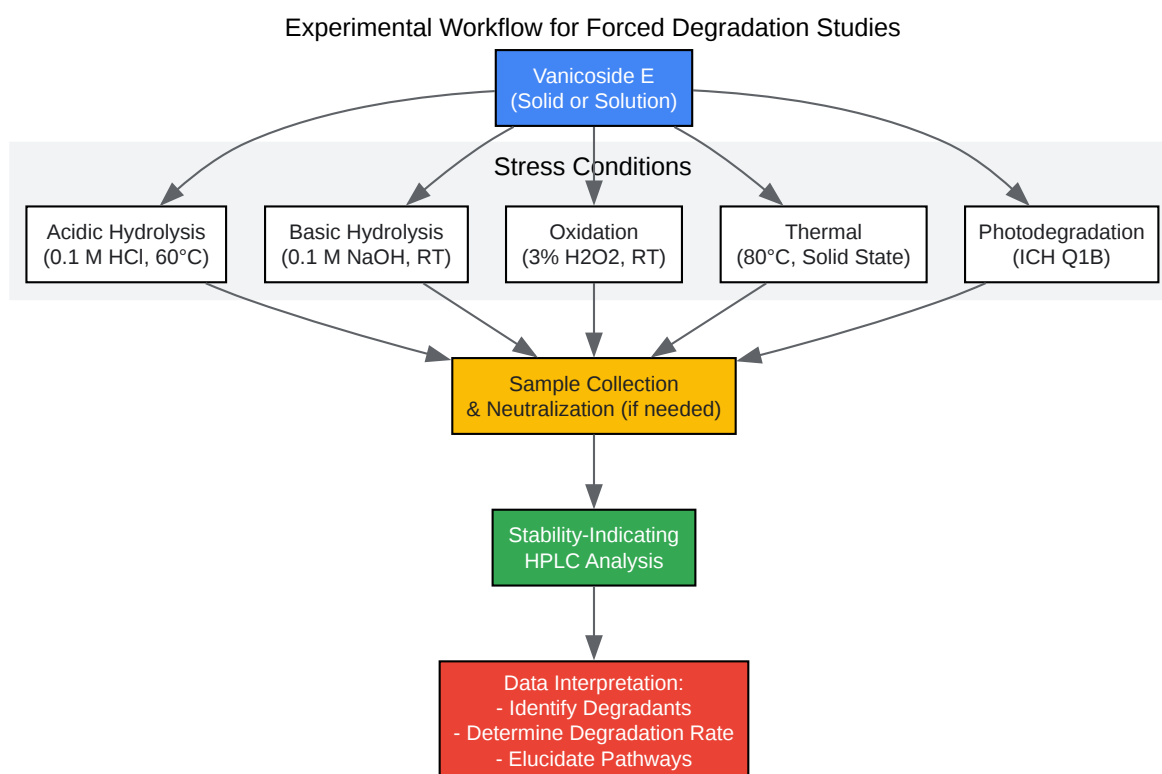 Experimental Workflow for Forced Degradation Studies
Vanicoside E
(Solid or Solution)
Stress Conditions
Acidic Hydrolysis
(0.1 M HCl, 60°C)
Basic Hydrolysis
(0.1 M NaOH, RT)
Oxidation
(3% H2O2, RT)
Thermal
(80°C, Solid State)
Photodegradation
(ICH Q1B)
Sample Collection
& Neutralization (if needed)
Stability-Indicating
HPLC Analysis
Data Interpretation:
- Identify Degradants
- Determine Degradation Rate
- Elucidate Pathways